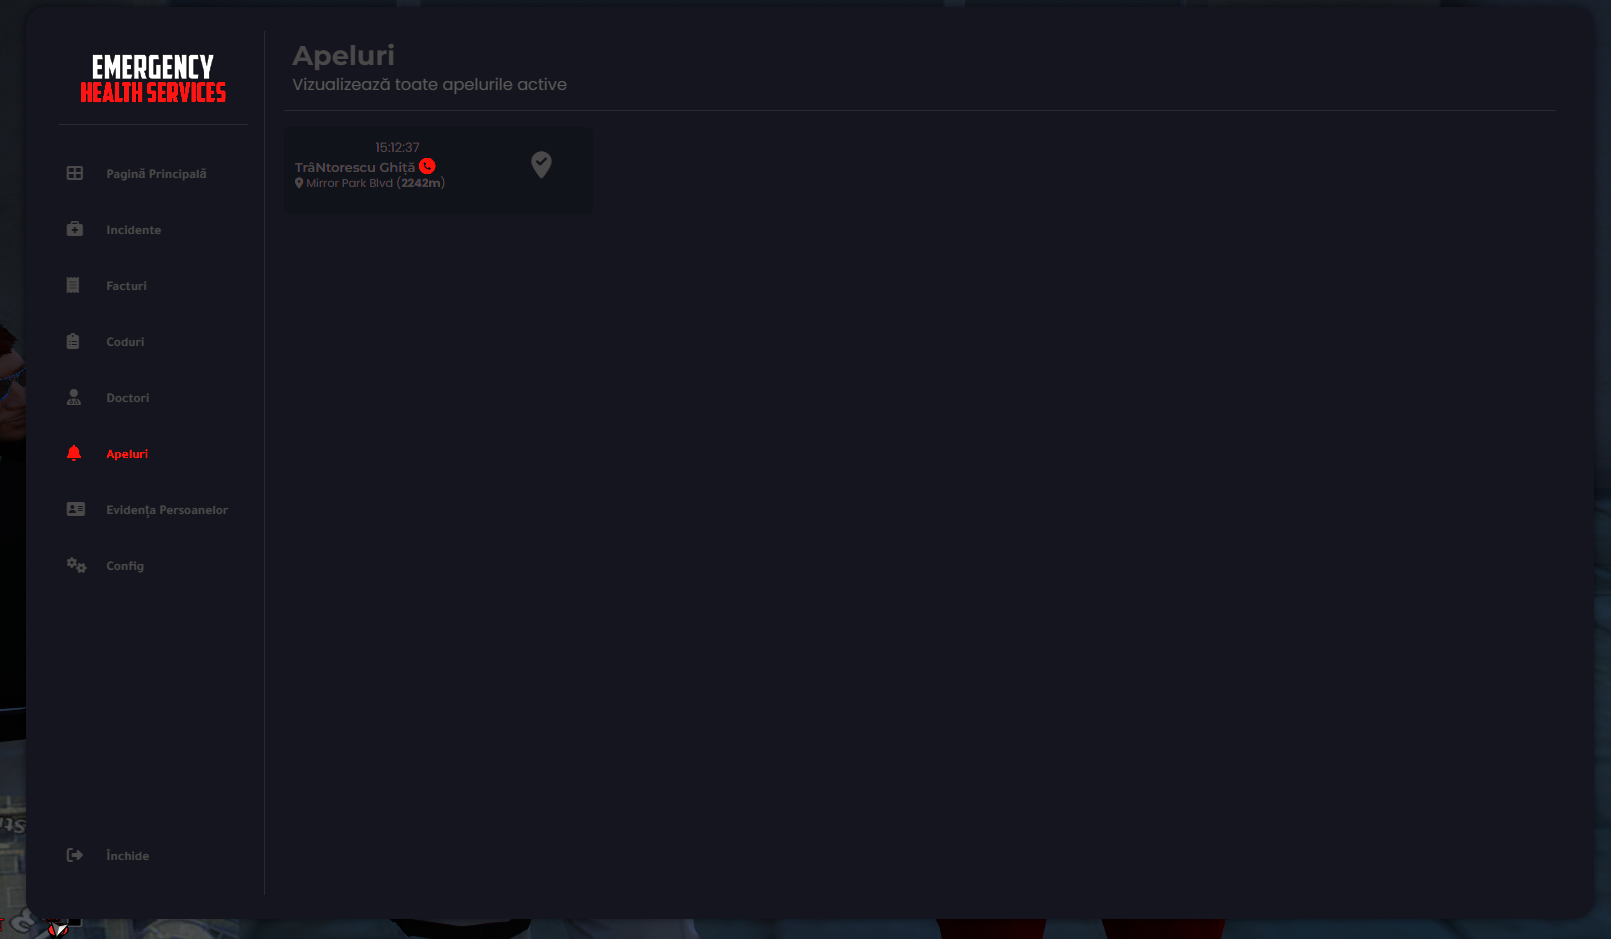 EMERGENCY
HEALTH SERVICES
Pagină Principală
Incidente
Facturi
Coduri
Doctori
Apeluri
Evidența Persoanelor
Config
Închide
Apeluri
Vizualizează toate apelurile active
15:12:37
TrâNtorescu Ghiță
Mirror Park Blvd (2242m)